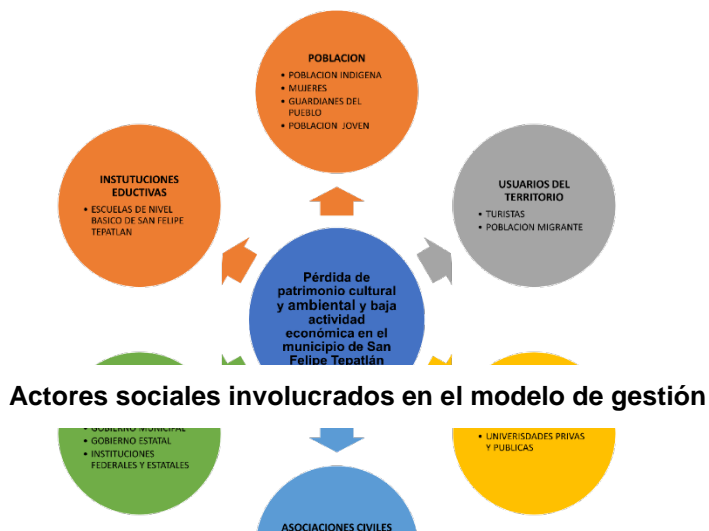 POBLACION
• POBLACION INDIGENA
• MUJERES
• GUARDIANES DEL
PUEBLO
• POBLACION JOVEN
INSTUTUCIONES
EDUCTIVAS
• ESCUELAS DE NIVEL
BASICO DE SAN FELIPE
TEPATLAN
USUARIOS DEL
TERRITORIO
• TURISTAS
• POBLACION MIGRANTE
Pérdida de
patrimonio cultural
y ambiental y baja
actividad
económica en el
municipio de San
Felipe Tepatlán
Actores sociales involucrados en el modelo de gestión
• GOBIERNO MUNICIPAL
• GOBIERNO ESTATAL
• INSTITUCIONES
FEDERALES Y ESTATALES
• UNIVERISDADES PRIVAS
Y PUBLICAS
ASOCIACIONES CIVILES